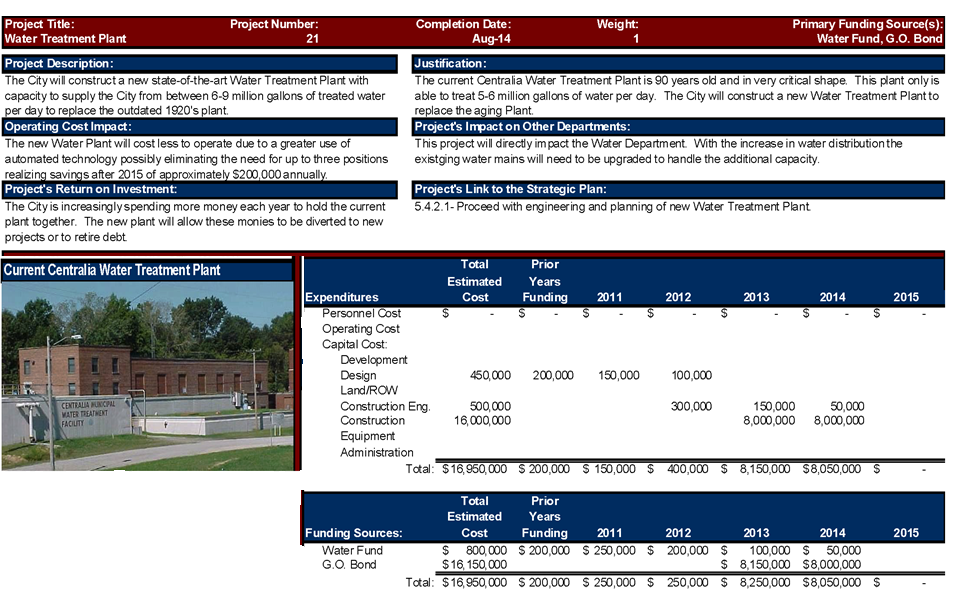 Project Title: Project Number: Completion Date: Weight: Primary Funding Source(s):
Water Treatment Plant 21 Aug-14 1 Water Fund, G.O. Bond
Project Description:
The City will construct a new state-of-the-art Water Treatment Plant with
capacity to supply the City from between 6-9 million gallons of treated water
per day to replace the outdated 1920's plant.
Justification:
The current Centralia Water Treatment Plant is 90 years old and in very critical shape. This plant only is
able to treat 5-6 million gallons of water per day. The City will construct a new Water Treatment Plant to
replace the aging Plant.
Operating Cost Impact:
The new Water Plant will cost less to operate due to a greater use of
automated technology possibly eliminating the need for up to three positions
realizing savings after 2015 of approximately $200,000 annually.
Project's Impact on Other Departments:
This project will directly impact the Water Department. With the increase in water distribution the
existging water mains will need to be upgraded to handle the additional capacity.
Project's Return on Investment:
The City is increasingly spending more money each year to hold the current
plant together. The new plant will allow these monies to be diverted to new
projects or to retire debt.
Project's Link to the Strategic Plan:
5.4.2.1- Proceed with engineering and planning of new Water Treatment Plant.
Current Centralia Water Treatment Plant
CENTRALIA MUNICIPAL
WATER TREATMENT
FACILITY
Total Prior
Estimated Years
Expenditures Cost Funding 2011 2012 2013 2014 2015
Personnel Cost $ - $ - $ - $ - $ - $ - $ -
Operating Cost
Capital Cost:
Development
Design 450,000 200,000 150,000 100,000
Land/ROW
Construction Eng. 500,000 300,000 150,000 50,000
Construction 16,000,000 8,000,000 8,000,000
Equipment
Administration
Total: $16,950,000 $ 200,000 $ 150,000 $ 400,000 $ 8,150,000 $8,050,000 $ -
Total Prior
Estimated Years
Funding Sources: Cost Funding 2011 2012 2013 2014 2015
Water Fund $ 800,000 $ 200,000 $ 250,000 $ 200,000 $ 100,000 $ 50,000
G.O. Bond $16,150,000 $ 8,150,000 $8,000,000
Total: $16,950,000 $ 200,000 $ 250,000 $ 250,000 $ 8,250,000 $8,050,000 $ -